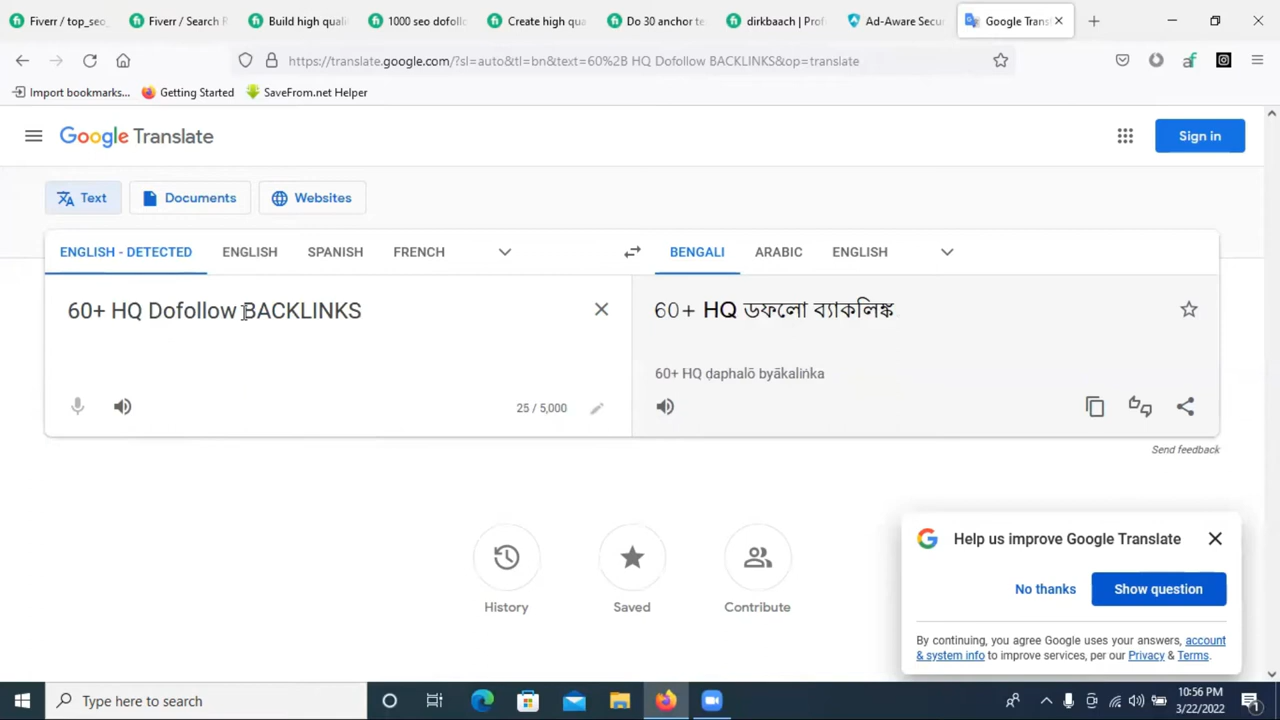 Fiverr / top_seo_
Fiverr / Search R
Build high quali
1000 seo dofoll
Create high qua
Do 30 anchor te
dirkbaach | Prof
Ad-Aware Secu
Google Trans
https://translate.google.com/?sl=auto&tl=bn&text=60%2B HQ Dofollow BACKLINKS&op=translate
Import bookmarks...
Getting Started
SaveFrom.net Helper
Google Translate
Sign in
Text
Documents
Websites
ENGLISH - DETECTED
ENGLISH
SPANISH
FRENCH
BENGALI
ARABIC
ENGLISH
60+ HQ Dofollow BACKLINKS
60+ HQ ডফলো ব্যাকলিঙ্ক
60+ HQ ḍaphalō byākaliṅka
25 / 5,000
Send feedback
Help us improve Google Translate
No thanks
Show question
By continuing, you agree Google uses your answers, account
& system info to improve services, per our Privacy & Terms.
History
Saved
Contribute
Type here to search
10:56 PM
3/22/2022
1